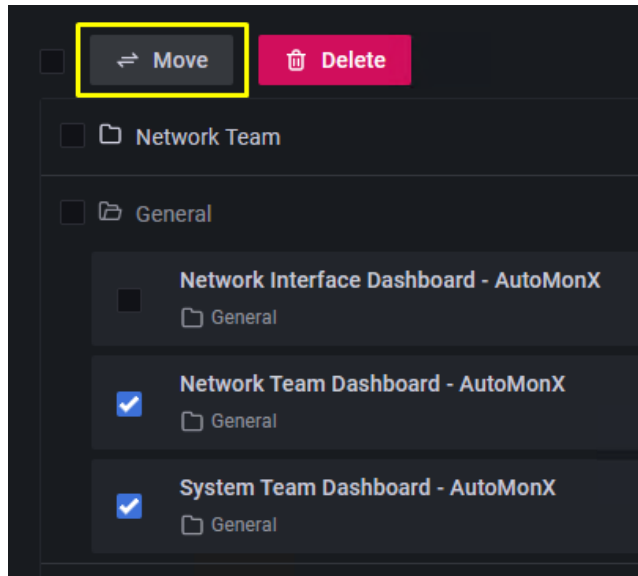 Move
Delete
Network Team
General
Network Interface Dashboard - AutoMonX
General
Network Team Dashboard - AutoMonX
General
System Team Dashboard - AutoMonX
General